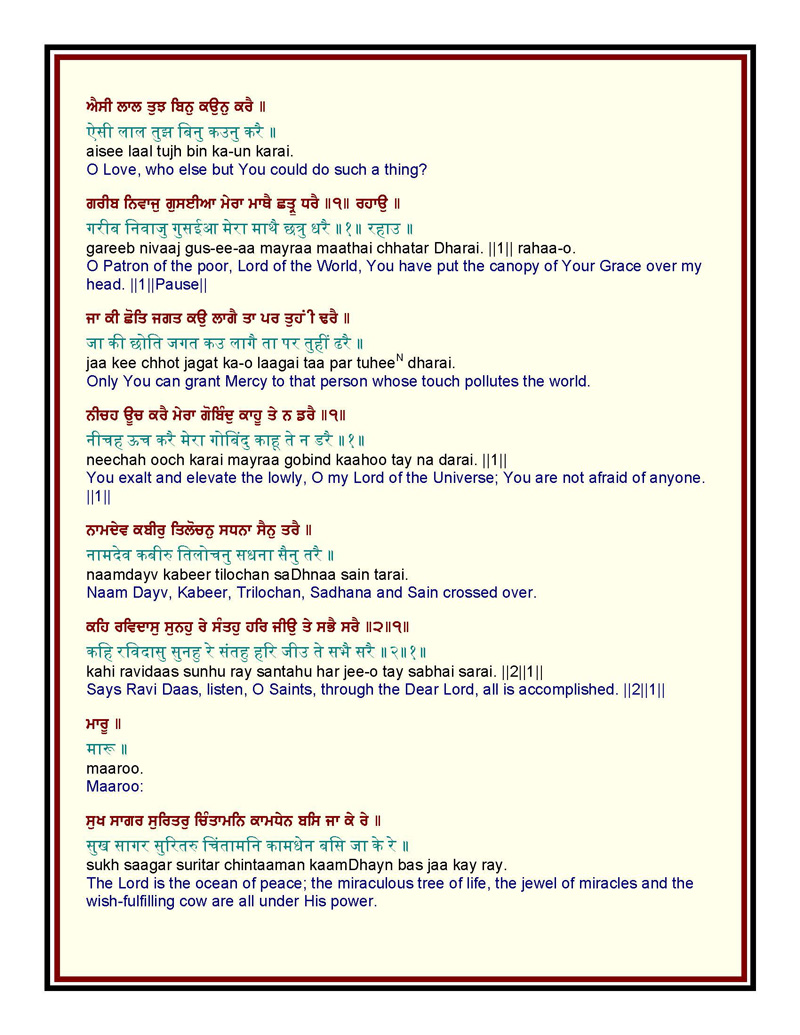 ਐਸੀ ਲਾਲ ਤੁਝ ਬਿਨੁ ਕਉਨੁ ਕਰੈ ॥
ऐसी लाल तुझ बिनु कउनु करै ॥
aisee laal tujh bin ka-un karai.
O Love, who else but You could do such a thing?
ਗਰੀਬ ਨਿਵਾਜੁ ਗੁਸਈਆ ਮੇਰਾ ਮਾਥੈ ਛਤ੍ਰੁ ਧਰੈ ॥੧॥ ਰਹਾਉ ॥
गरीब निवाजु गुसईआ मेरा माथै छत्रु धरै ॥१॥ रहाउ ॥
gareeb nivaaj gus-ee-aa mayraa maathai chhatar Dharai. ||1|| rahaa-o.
O Patron of the poor, Lord of the World, You have put the canopy of Your Grace over my
head. ||1||Pause||
ਜਾ ਕੀ ਛੋਤਿ ਜਗਤ ਕਉ ਲਾਗੈ ਤਾ ਪਰ ਤੁਹੀਂ ਢਰੈ ॥
जा की छोति जगत कउ लागै ता पर तुहीं ढरै ॥
jaa kee chhot jagat ka-o laagai taa par tuheeN dharai.
Only You can grant Mercy to that person whose touch pollutes the world.
ਨੀਚਹ ਊਚ ਕਰੈ ਮੇਰਾ ਗੋਬਿੰਦੁ ਕਾਹੂ ਤੇ ਨ ਡਰੈ ॥੧॥
नीचह ऊच करै मेरा गोबिंदु काहू ते न डरै ॥१॥
neechah ooch karai mayraa gobind kaahoo tay na darai. ||1||
You exalt and elevate the lowly, O my Lord of the Universe; You are not afraid of anyone.
||1||
ਨਾਮਦੇਵ ਕਬੀਰੁ ਤਿਲੋਚਨੁ ਸਧਨਾ ਸੈਨੁ ਤਰੈ ॥
नामदेव कबीरु तिलोचनु सधना सैनु तरै ॥
naamdayv kabeer tilochan saDhnaa sain tarai.
Naam Dayv, Kabeer, Trilochan, Sadhana and Sain crossed over.
ਕਹਿ ਰਵਿਦਾਸੁ ਸੁਨਹੁ ਰੇ ਸੰਤਹੁ ਹਰਿ ਜੀਉ ਤੇ ਸਭੈ ਸਰੈ ॥੨॥੧॥
कहि रविदासु सुनहु रे संतहु हरि जीउ ते सभै सरै ॥२॥१॥
kahi ravidaas sunhu ray santahu har jee-o tay sabhai sarai. ||2||1||
Says Ravi Daas, listen, O Saints, through the Dear Lord, all is accomplished. ||2||1||
ਮਾਰੂ ॥
मारू ॥
maaroo.
Maaroo:
ਸੁਖ ਸਾਗਰ ਸੁਰਿਤਰੁ ਚਿੰਤਾਮਨਿ ਕਾਮਧੇਨ ਬਸਿ ਜਾ ਕੇ ਰੇ ॥
सुख सागर सुरितरु चिंतामनि कामधेन बसि जा के रे ॥
sukh saagar suritar chintaaman kaamDhayn bas jaa kay ray.
The Lord is the ocean of peace; the miraculous tree of life, the jewel of miracles and the
wish-fulfilling cow are all under His power.